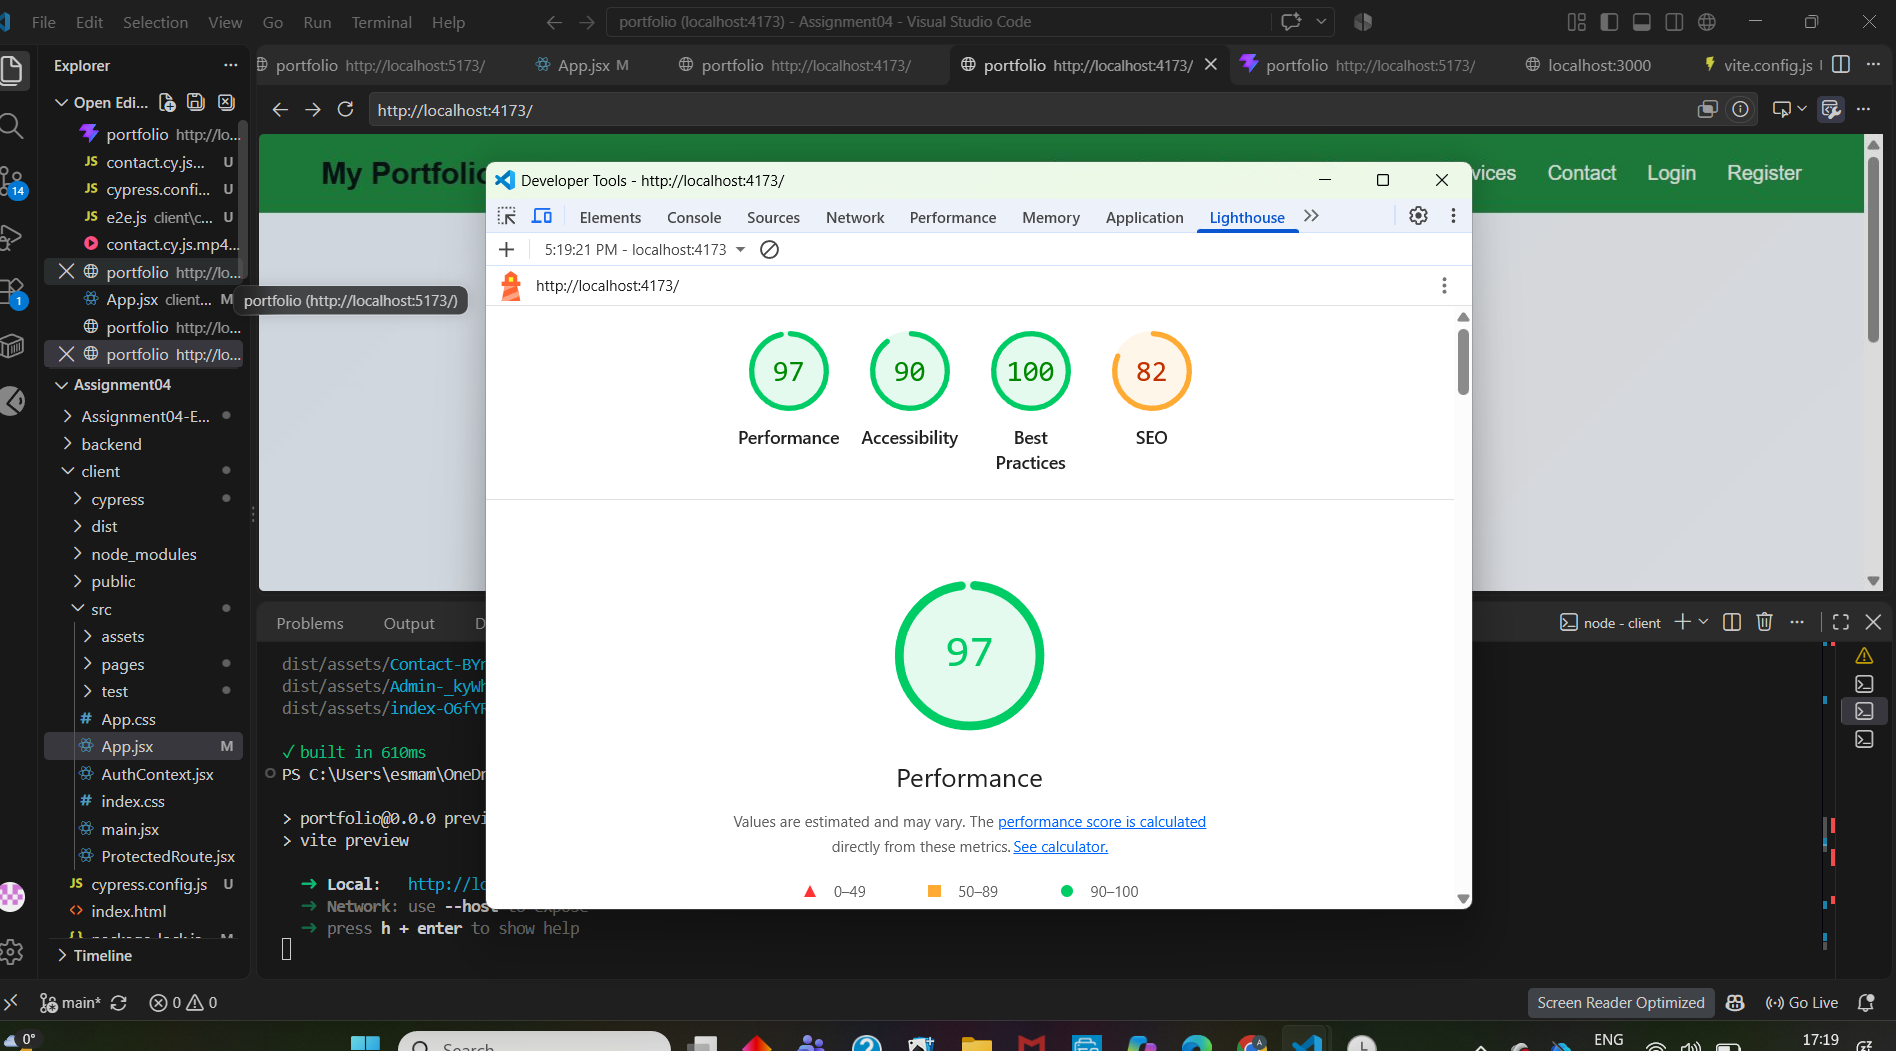 File Edit Selection View Go Run Terminal Help
portfolio (localhost:4173) - Assignment04 - Visual Studio Code
Explorer
portfolio http://localhost:5173/
App.jsx M
portfolio http://localhost:4173/
portfolio http://localhost:4173/
portfolio http://localhost:5173/
localhost:3000
vite.config.js
Open Edi...
http://localhost:4173/
portfolio http://lo...
contact.cy.js... U
cypress.confi... U
e2e.js client\c... U
contact.cy.js.mp4...
portfolio http://lo...
App.jsx client... M
portfolio http://lo...
portfolio http://lo...
portfolio (http://localhost:5173/)
14
1
Assignment04
Assignment04-E...
backend
client
cypress
dist
node_modules
public
src
assets
pages
test
App.css
App.jsx M
AuthContext.jsx
index.css
main.jsx
ProtectedRoute.jsx
cypress.config.js U
index.html
Timeline
My Portfolio
vices Contact Login Register
Developer Tools - http://localhost:4173/
Elements Console Sources Network Performance Memory Application Lighthouse
5:19:21 PM - localhost:4173
http://localhost:4173/
97 90 100 82
Performance Accessibility Best Practices SEO
97
Performance
Values are estimated and may vary. The performance score is calculated
directly from these metrics. See calculator.
0–49 50–89 90–100
Problems Output D
node - client
dist/assets/Contact-BYr
dist/assets/Admin-_kyWh
dist/assets/index-O6fYR
✓ built in 610ms
PS C:\Users\esmam\OneDr
> portfolio@0.0.0 previ
> vite preview
➜ Local: http://lo
➜ Network: use --host to expose
➜ press h + enter to show help
main* 0 0
Screen Reader Optimized
Go Live
0°
Search
ENG
17:19